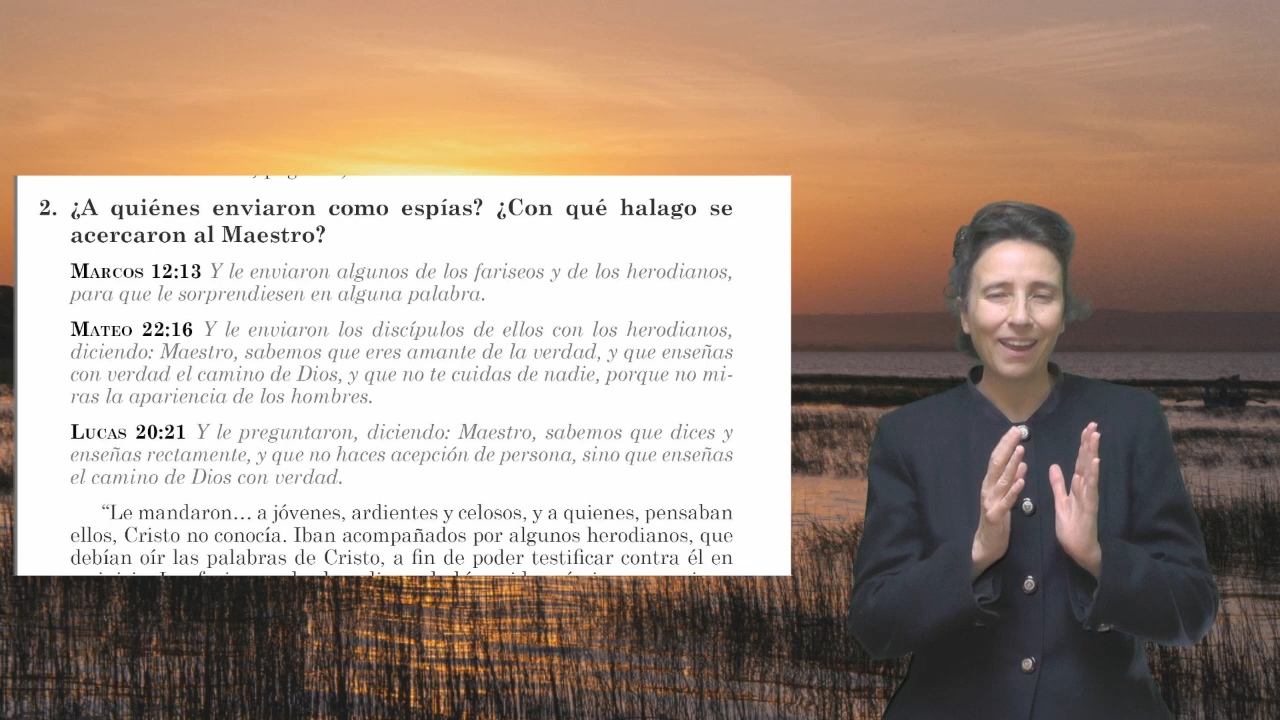 2. ¿A quiénes enviaron como espías? ¿Con qué halago se
acercaron al Maestro?
MARCOS 12:13 Y le enviaron algunos de los fariseos y de los herodianos,
para que le sorprendiesen en alguna palabra.
MATEO 22:16 Y le enviaron los discípulos de ellos con los herodianos,
diciendo: Maestro, sabemos que eres amante de la verdad, y que enseñas
con verdad el camino de Dios, y que no te cuidas de nadie, porque no mi-
ras la apariencia de los hombres.
LUCAS 20:21 Y le preguntaron, diciendo: Maestro, sabemos que dices y
enseñas rectamente, y que no haces acepción de persona, sino que enseñas
el camino de Dios con verdad.
“Le mandaron... a jóvenes, ardientes y celosos, y a quienes, pensaban
ellos, Cristo no conocía. Iban acompañados por algunos herodianos, que
debían oír las palabras de Cristo, a fin de poder testificar contra él en